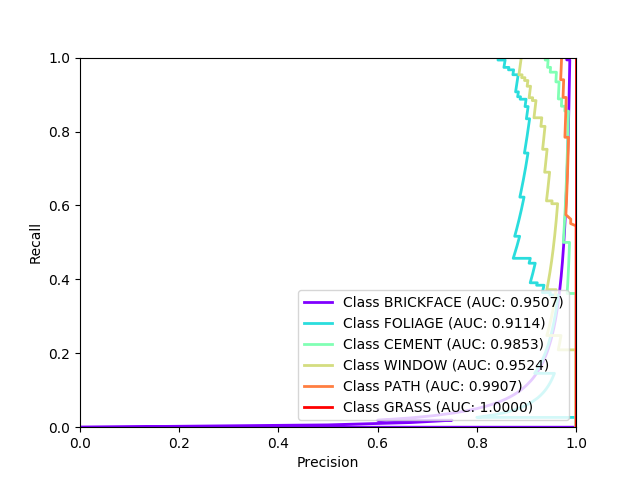 1.0
0.8
0.6
0.4
0.2
0.0
Recall
Class BRICKFACE (AUC: 0.9507)
Class FOLIAGE (AUC: 0.9114)
Class CEMENT (AUC: 0.9853)
Class WINDOW (AUC: 0.9524)
Class PATH (AUC: 0.9907)
Class GRASS (AUC: 1.0000)
0.0 0.2 0.4 0.6 0.8 1.0
Precision